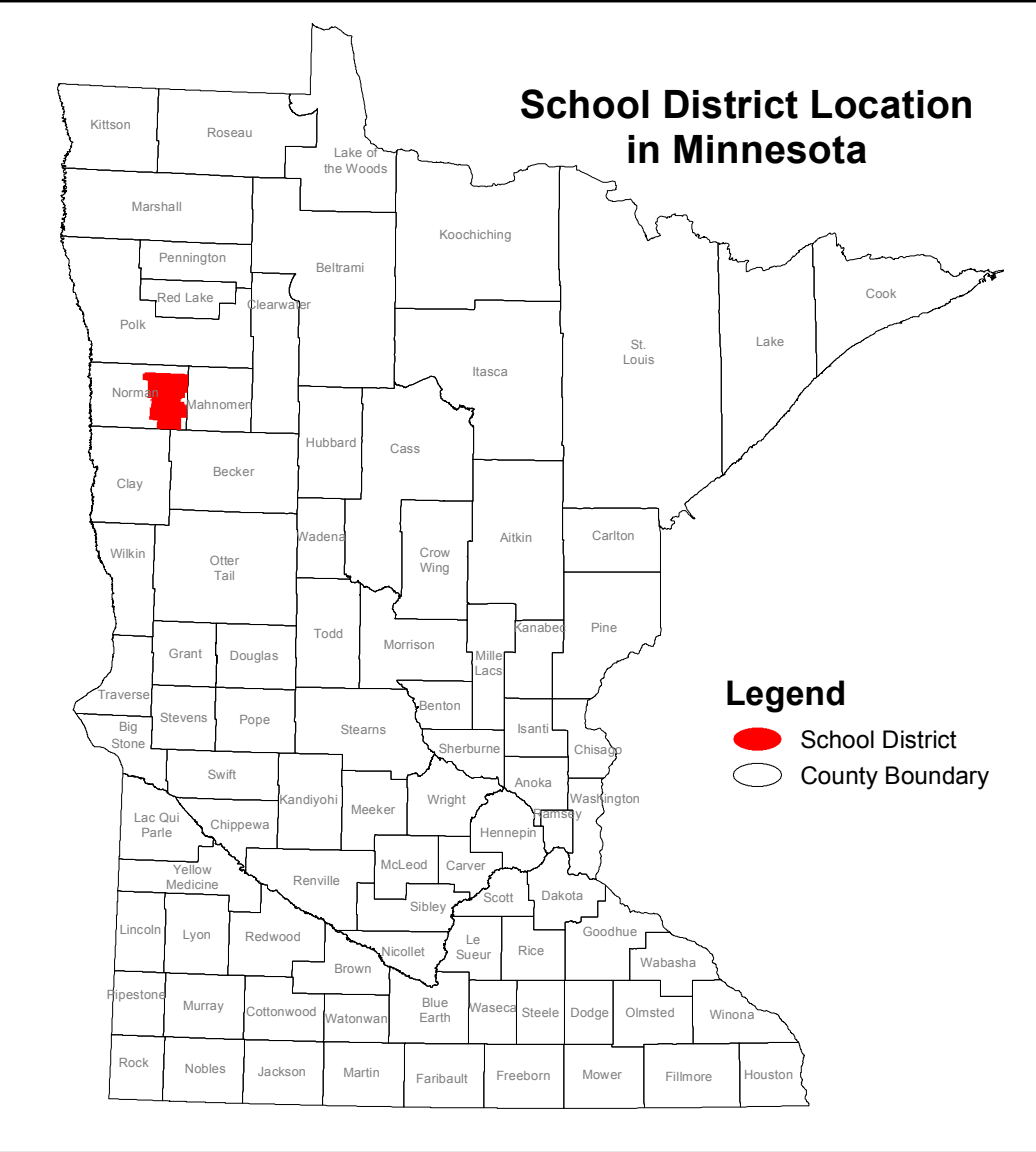 School District Location
in Minnesota
Kittson
Roseau
Lake of
the Woods
Marshall
Koochiching
Pennington
Beltrami
Red Lake
Clearwater
Cook
Polk
St.
Louis
Lake
Itasca
Norman
Mahnomen
Hubbard
Cass
Becker
Clay
Wadena
Aitkin
Carlton
Wilkin
Crow
Wing
Otter
Tail
Todd
Kanabec
Pine
Morrison
Grant
Douglas
Mille
Lacs
Traverse
Stevens
Pope
Benton
Stearns
Isanti
Big
Stone
Sherburne
Chisago
Swift
Anoka
Kandiyohi
Meeker
Wright
Washington
Ramsey
Lac Qui
Parle
Chippewa
Hennepin
Yellow
Medicine
Renville
McLeod
Carver
Sibley
Scott
Dakota
Lincoln
Lyon
Redwood
Nicollet
Le
Sueur
Rice
Goodhue
Brown
Wabasha
Pipestone
Murray
Cottonwood
Watonwan
Blue
Earth
Waseca
Steele
Dodge
Olmsted
Winona
Rock
Nobles
Jackson
Martin
Faribault
Freeborn
Mower
Fillmore
Houston
Legend
School District
County Boundary